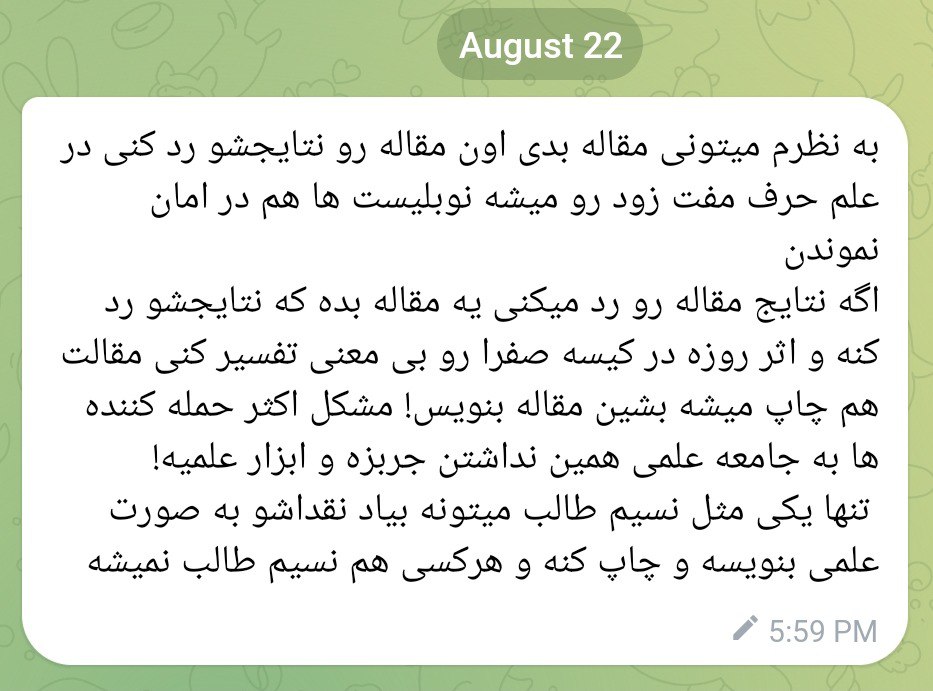 August 22
به نظرم میتونی مقاله بدی اون مقاله رو نتایجشو رد کنی در
علم حرف مفت زود رو میشه نوبلیست ها هم در امان
نموندن
اگه نتایج مقاله رو رد میکنی یه مقاله بده که نتایجشو رد
کنه و اثر روزه در کیسه صفرا رو بی معنی تفسیر کنی مقالت
هم چاپ میشه بشین مقاله بنویس! مشکل اکثر حمله کننده
ها به جامعه علمی همین نداشتن جربزه و ابزار علمیه!
تنها یکی مثل نسیم طالب میتونه بیاد نقداشو به صورت
علمی بنویسه و چاپ کنه و هرکسی هم نسیم طالب نمیشه
5:59 PM